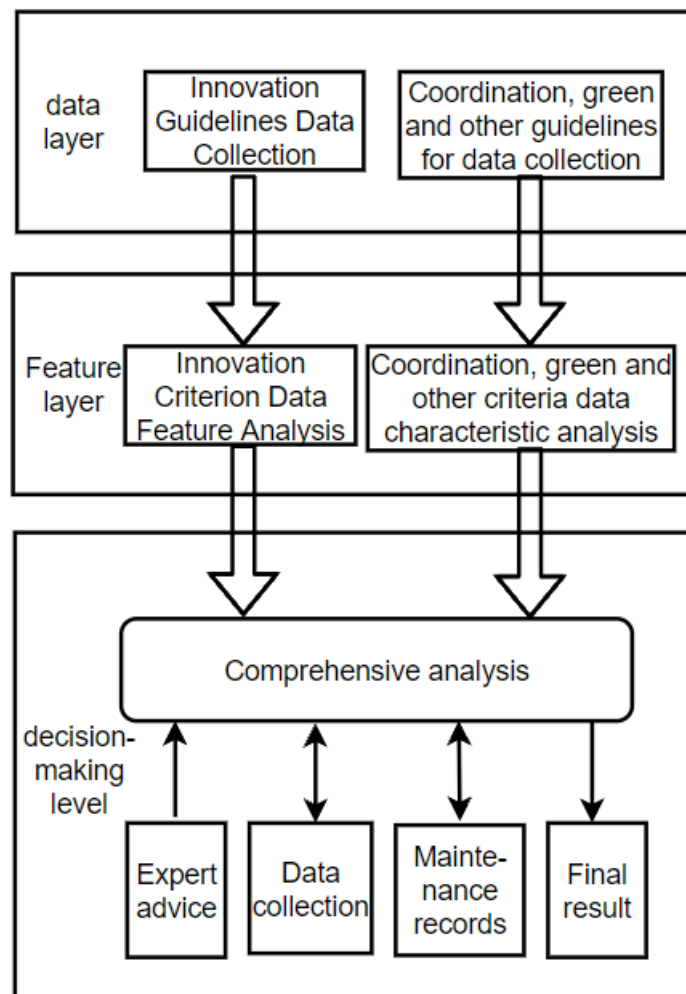 data
layer
Innovation
Guidelines Data
Collection
Coordination, green
and other guidelines
for data collection
Feature
layer
Innovation
Criterion Data
Feature Analysis
Coordination, green and
other criteria data
characteristic analysis
decision-
making
level
Comprehensive analysis
Expert
advice
Data
collection
Mainte-
nance
records
Final
result